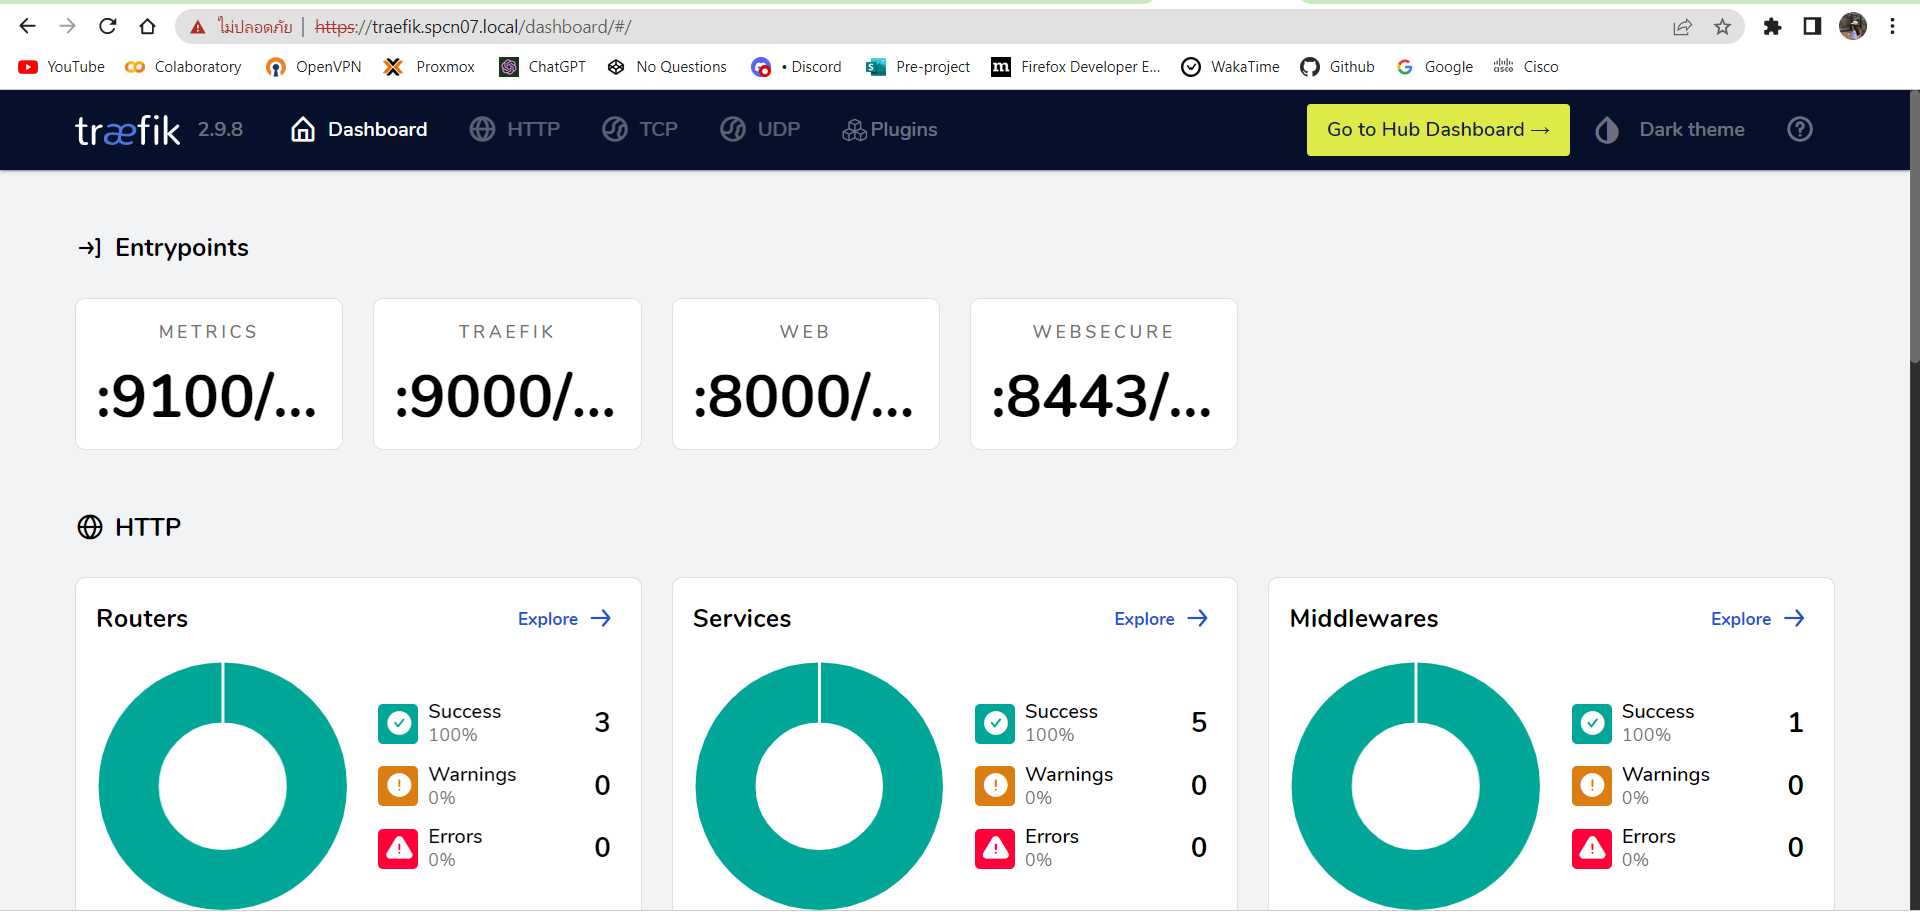 ไม่ปลอดภัย | https://traefik.spcn07.local/dashboard/#/
YouTube Colaboratory OpenVPN Proxmox ChatGPT No Questions • Discord Pre-project Firefox Developer E... WakaTime Github Google Cisco
træfik 2.9.8 Dashboard HTTP TCP UDP Plugins Go to Hub Dashboard → Dark theme
Entrypoints
METRICS TRAEFIK WEB WEBSECURE
:9100/... :9000/... :8000/... :8443/...
HTTP
Routers Explore Services Explore Middlewares Explore
Success 3 Success 5 Success 1
100% 100% 100%
Warnings 0 Warnings 0 Warnings 0
0% 0% 0%
Errors 0 Errors 0 Errors 0
0% 0% 0%